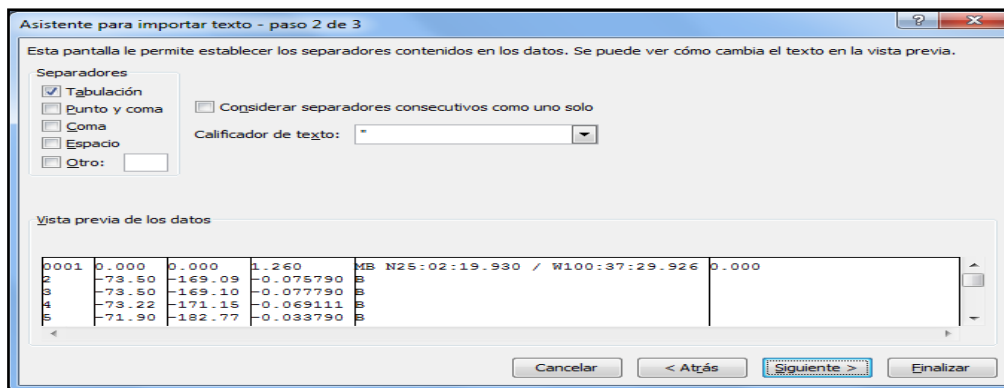 Asistente para importar texto - paso 2 de 3
Esta pantalla le permite establecer los separadores contenidos en los datos. Se puede ver cómo cambia el texto en la vista previa.
Separadores
Tabulación
Punto y coma
Coma
Espacio
Otro:
Considerar separadores consecutivos como uno solo
Calificador de texto: "
Vista previa de los datos
0001 0.000 0.000 1.260 MB N25:02:19.930 / W100:37:29.926 0.000
2 -73.50 -169.09 -0.075790 B
3 -73.50 -169.10 -0.077790 B
4 -73.22 -171.15 -0.069111 B
5 -71.90 -182.77 -0.033790 B
Cancelar < Atrás Siguiente > Finalizar